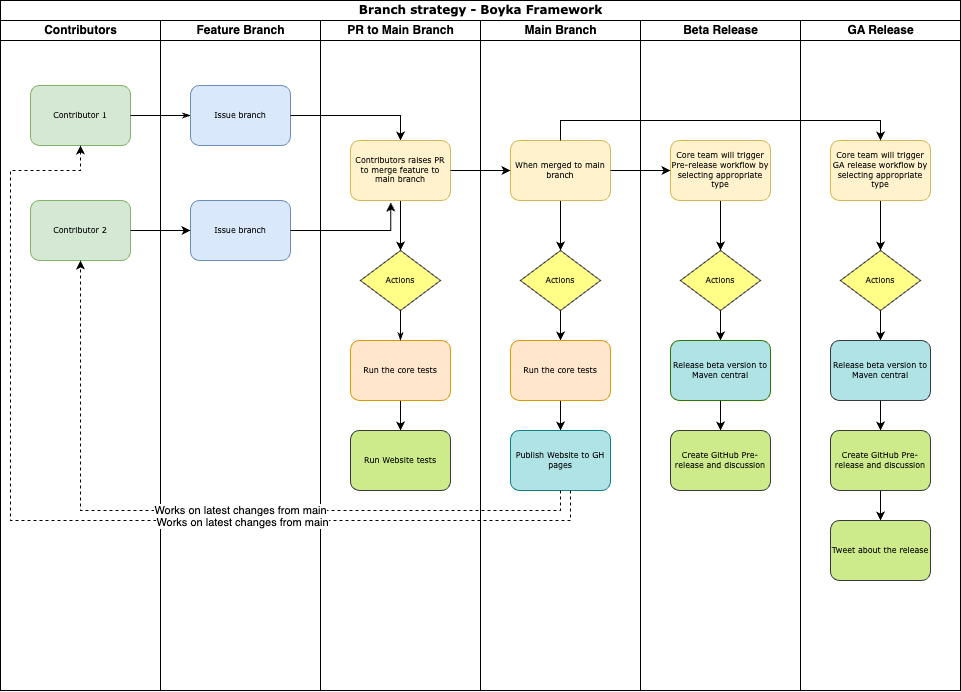 Branch strategy - Boyka Framework
Contributors
Feature Branch
PR to Main Branch
Main Branch
Beta Release
GA Release
Contributor 1
Issue branch
Contributors raises PR
to merge feature to
main branch
When merged to main
branch
Core team will trigger
Pre-release workflow by
selecting appropriate
type
Core team will trigger
GA release workflow by
selecting appropriate
type
Contributor 2
Issue branch
Actions
Actions
Actions
Actions
Run the core tests
Run the core tests
Release beta version to
Maven central
Release beta version to
Maven central
Run Website tests
Publish Website to GH
pages
Create GitHub Pre-
release and discussion
Create GitHub Pre-
release and discussion
Works on latest changes from main
Works on latest changes from main
Tweet about the release